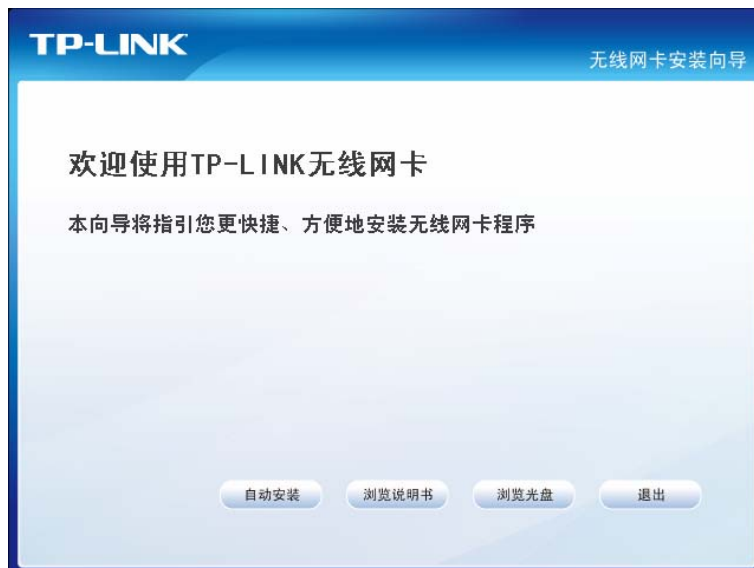 TP-LINK
无线网卡安装向导
欢迎使用TP-LINK无线网卡
本向导将指引您更快捷、方便地安装无线网卡程序
自动安装 浏览说明书 浏览光盘 退出